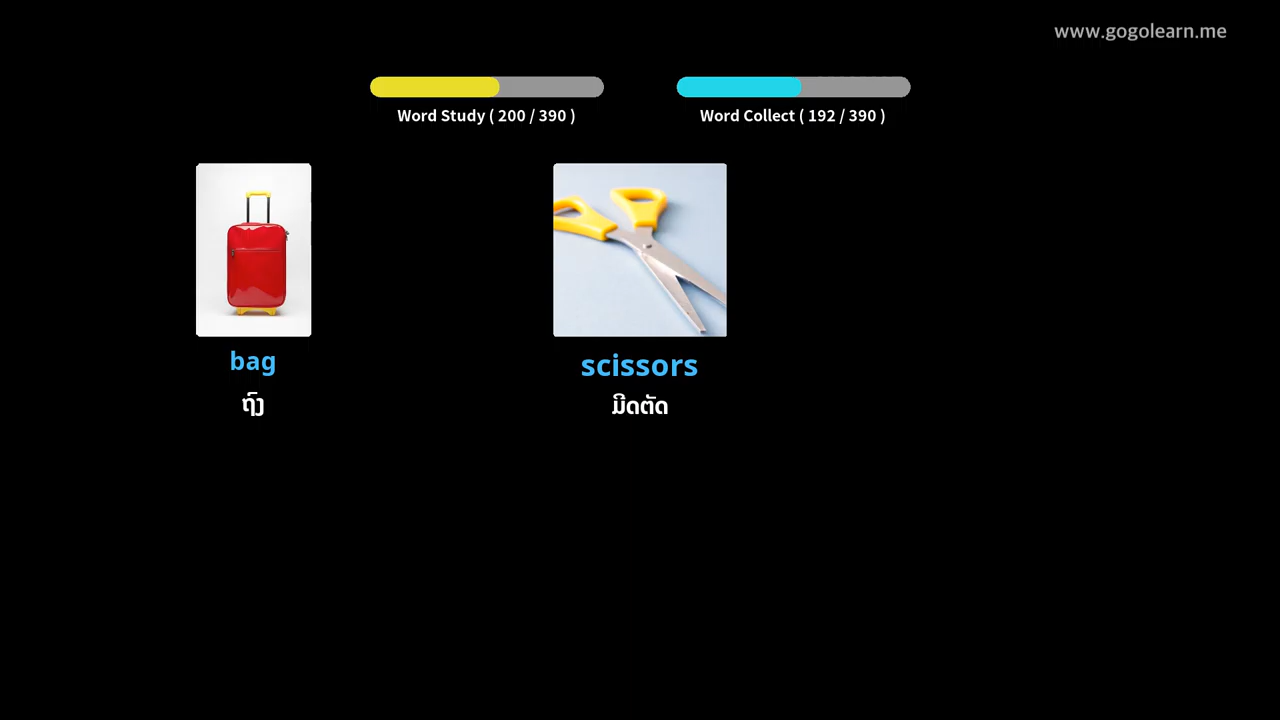 www.gogolearn.me
Word Study ( 200 / 390 )
Word Collect ( 192 / 390 )
bag
scissors
ຖົງ
ມີດຕັດ